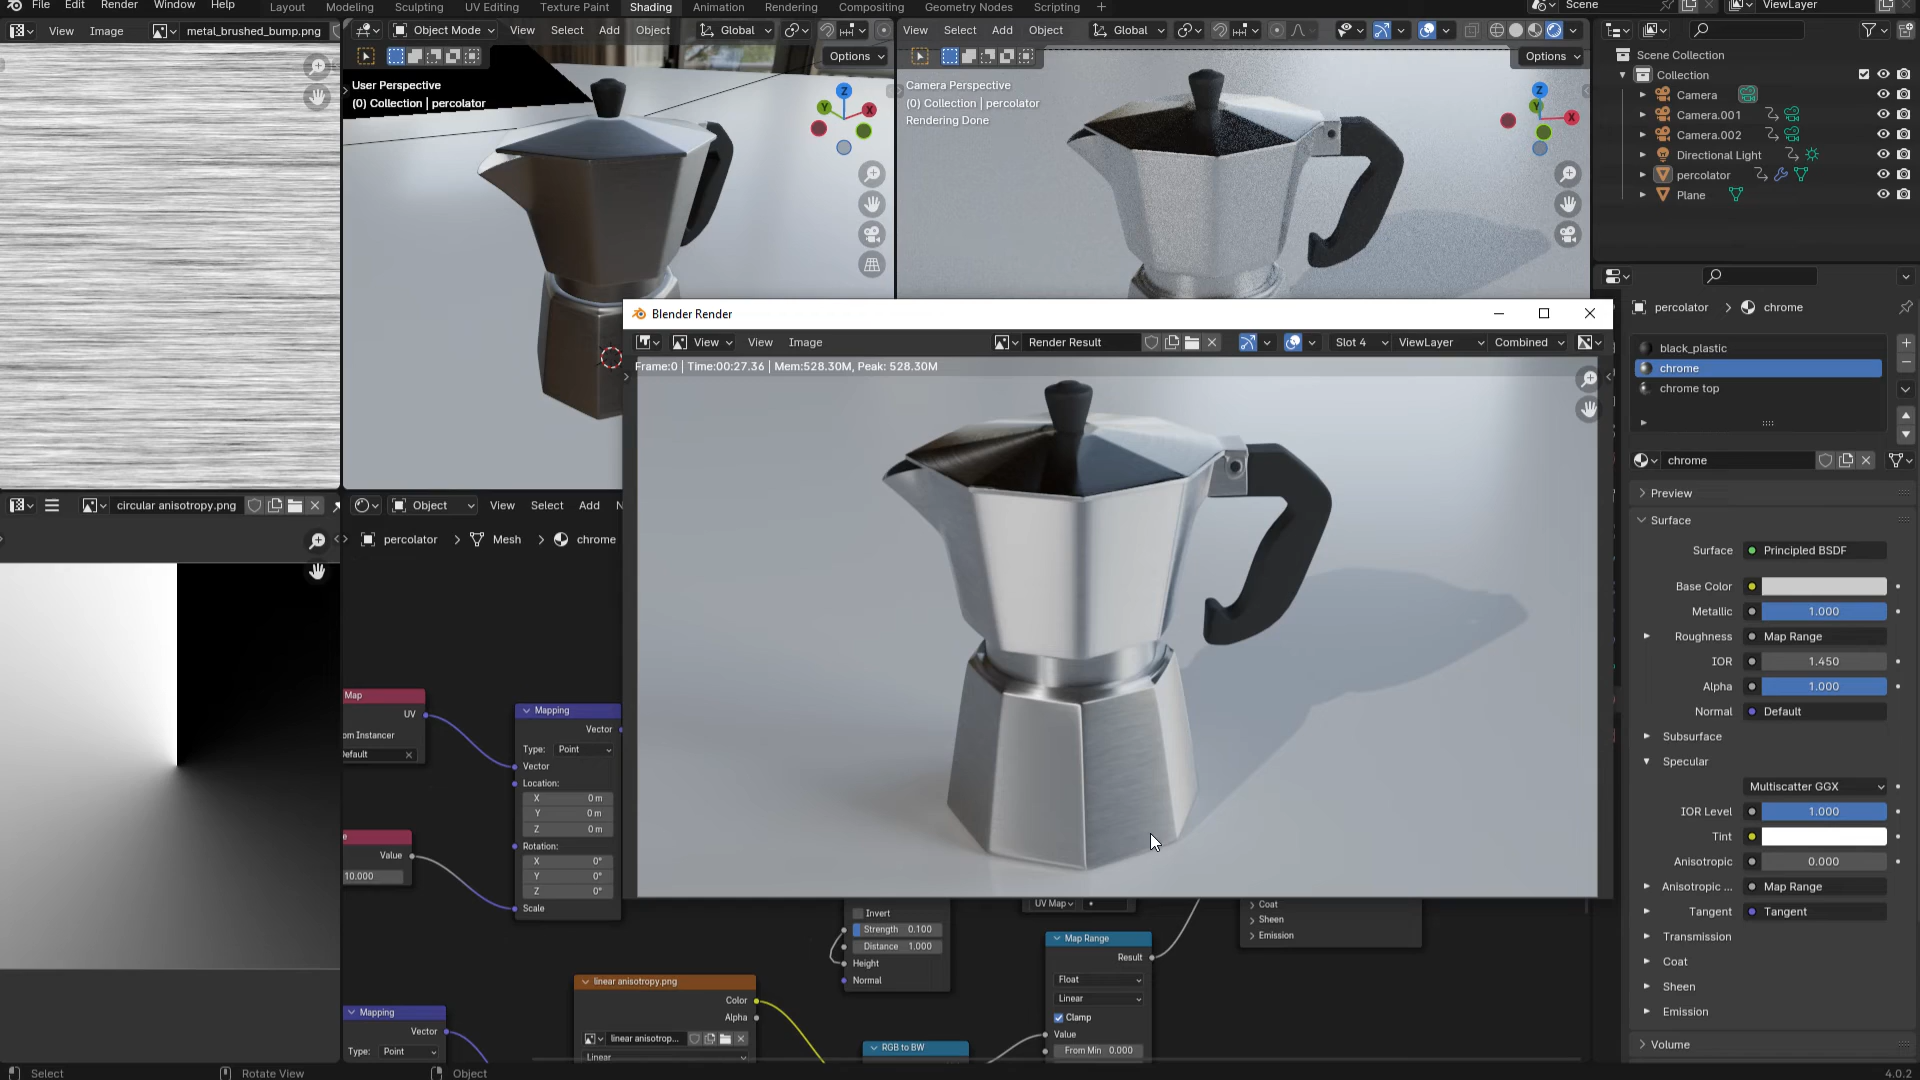 File Edit Render Window Help Layout Modeling Sculpting UV Editing Texture Paint Shading Animation Rendering Compositing Geometry Nodes Scripting + Scene ViewLayer
View Image metal_brushed_bump.png
Object Mode View Select Add Object Global
View Select Add Object Global
Options
Options
User Perspective
(0) Collection | percolator
Camera Perspective
(0) Collection | percolator
Rendering Done
Z
Y
X
Z
Y
X
Scene Collection
Collection
Camera
Camera.001
Camera.002
Directional Light
percolator
Plane
Blender Render
View View Image Render Result Slot 4 ViewLayer Combined
Frame:0 | Time:00:27.36 | Mem:528.30M, Peak: 528.30M
circular anisotropy.png
Object View Select Add N
percolator > Mesh > chrome
Map
UV
om Instancer
Default
Value
10.000
Mapping
Vector
Type: Point
Vector
Location:
X 0 m
Y 0 m
Z 0 m
Rotation:
X 0°
Y 0°
Z 0°
Scale
Mapping
Vector
Type: Point
linear anisotropy.png
Color
Alpha
linear anisotrop...
Linear
Invert
Strength 0.100
Distance 1.000
Height
Normal
RGB to BW
UV Map
Map Range
Result
Float
Linear
Clamp
Value
From Min 0.000
Coat
Sheen
Emission
percolator > chrome
black_plastic
chrome
chrome top
chrome
Preview
Surface
Surface Principled BSDF
Base Color
Metallic 1.000
Roughness Map Range
IOR 1.450
Alpha 1.000
Normal Default
Subsurface
Specular
Multiscatter GGX
IOR Level 1.000
Tint
Anisotropic 0.000
Anisotropic ... Map Range
Tangent Tangent
Transmission
Coat
Sheen
Emission
Volume
Select Rotate View Object 4.0.2